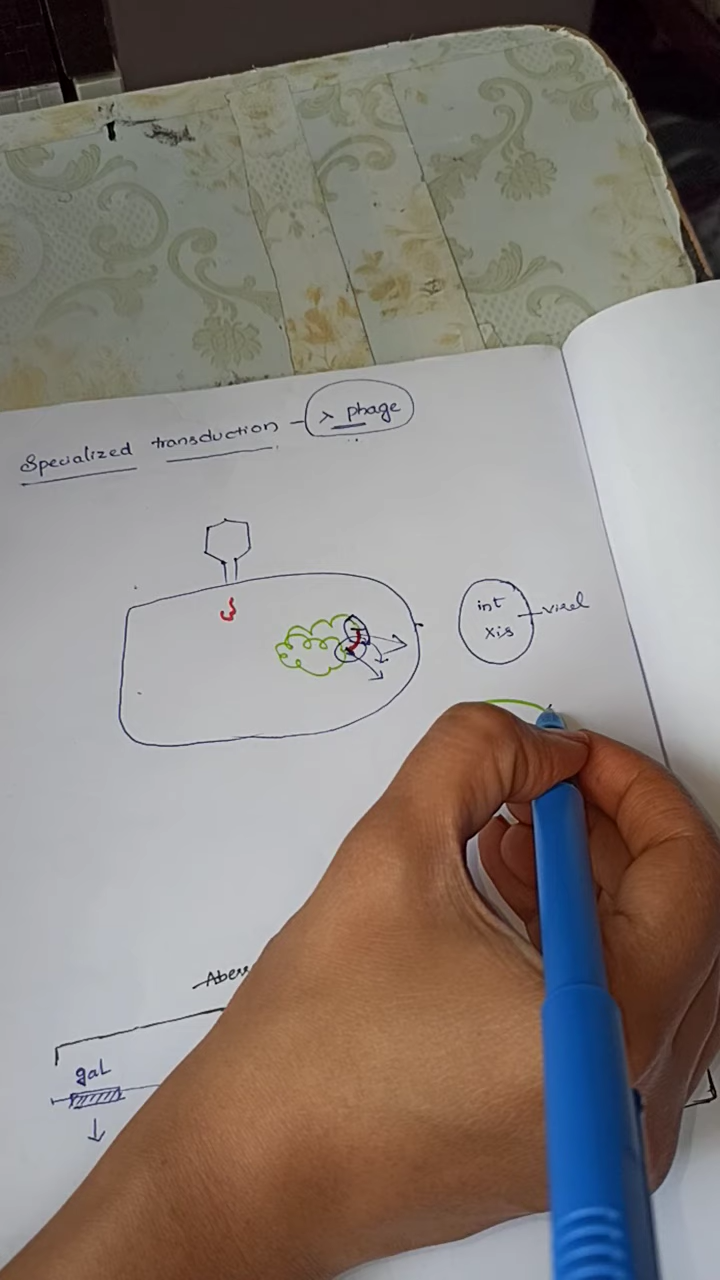 Specialized transduction - λ phage
int
xis
viral
gal